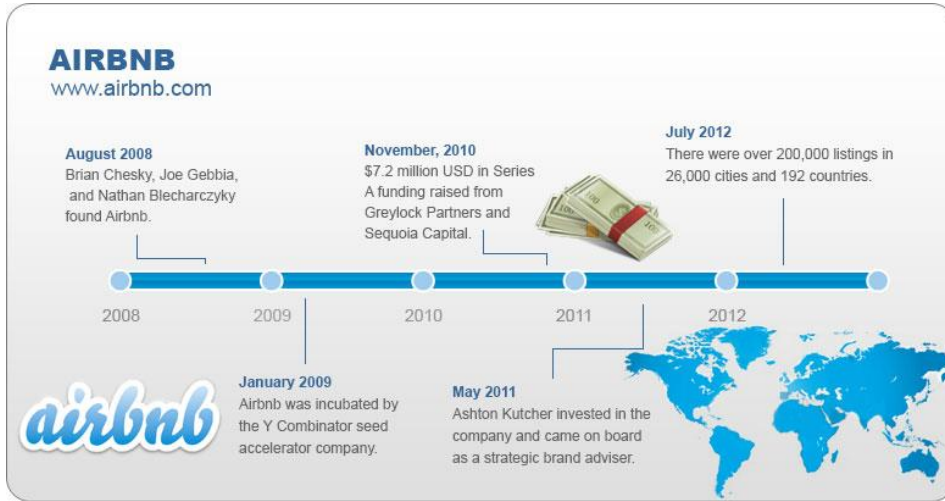 AIRBNB
www.airbnb.com
August 2008
Brian Chesky, Joe Gebbia,
and Nathan Blecharczyky
found Airbnb.
November, 2010
$7.2 million USD in Series
A funding raised from
Greylock Partners and
Sequoia Capital.
July 2012
There were over 200,000 listings in
26,000 cities and 192 countries.
100
100
100
2008
2009
2010
2011
2012
January 2009
Airbnb was incubated by
the Y Combinator seed
accelerator company.
May 2011
Ashton Kutcher invested in the
company and came on board
as a strategic brand adviser.
airbnb